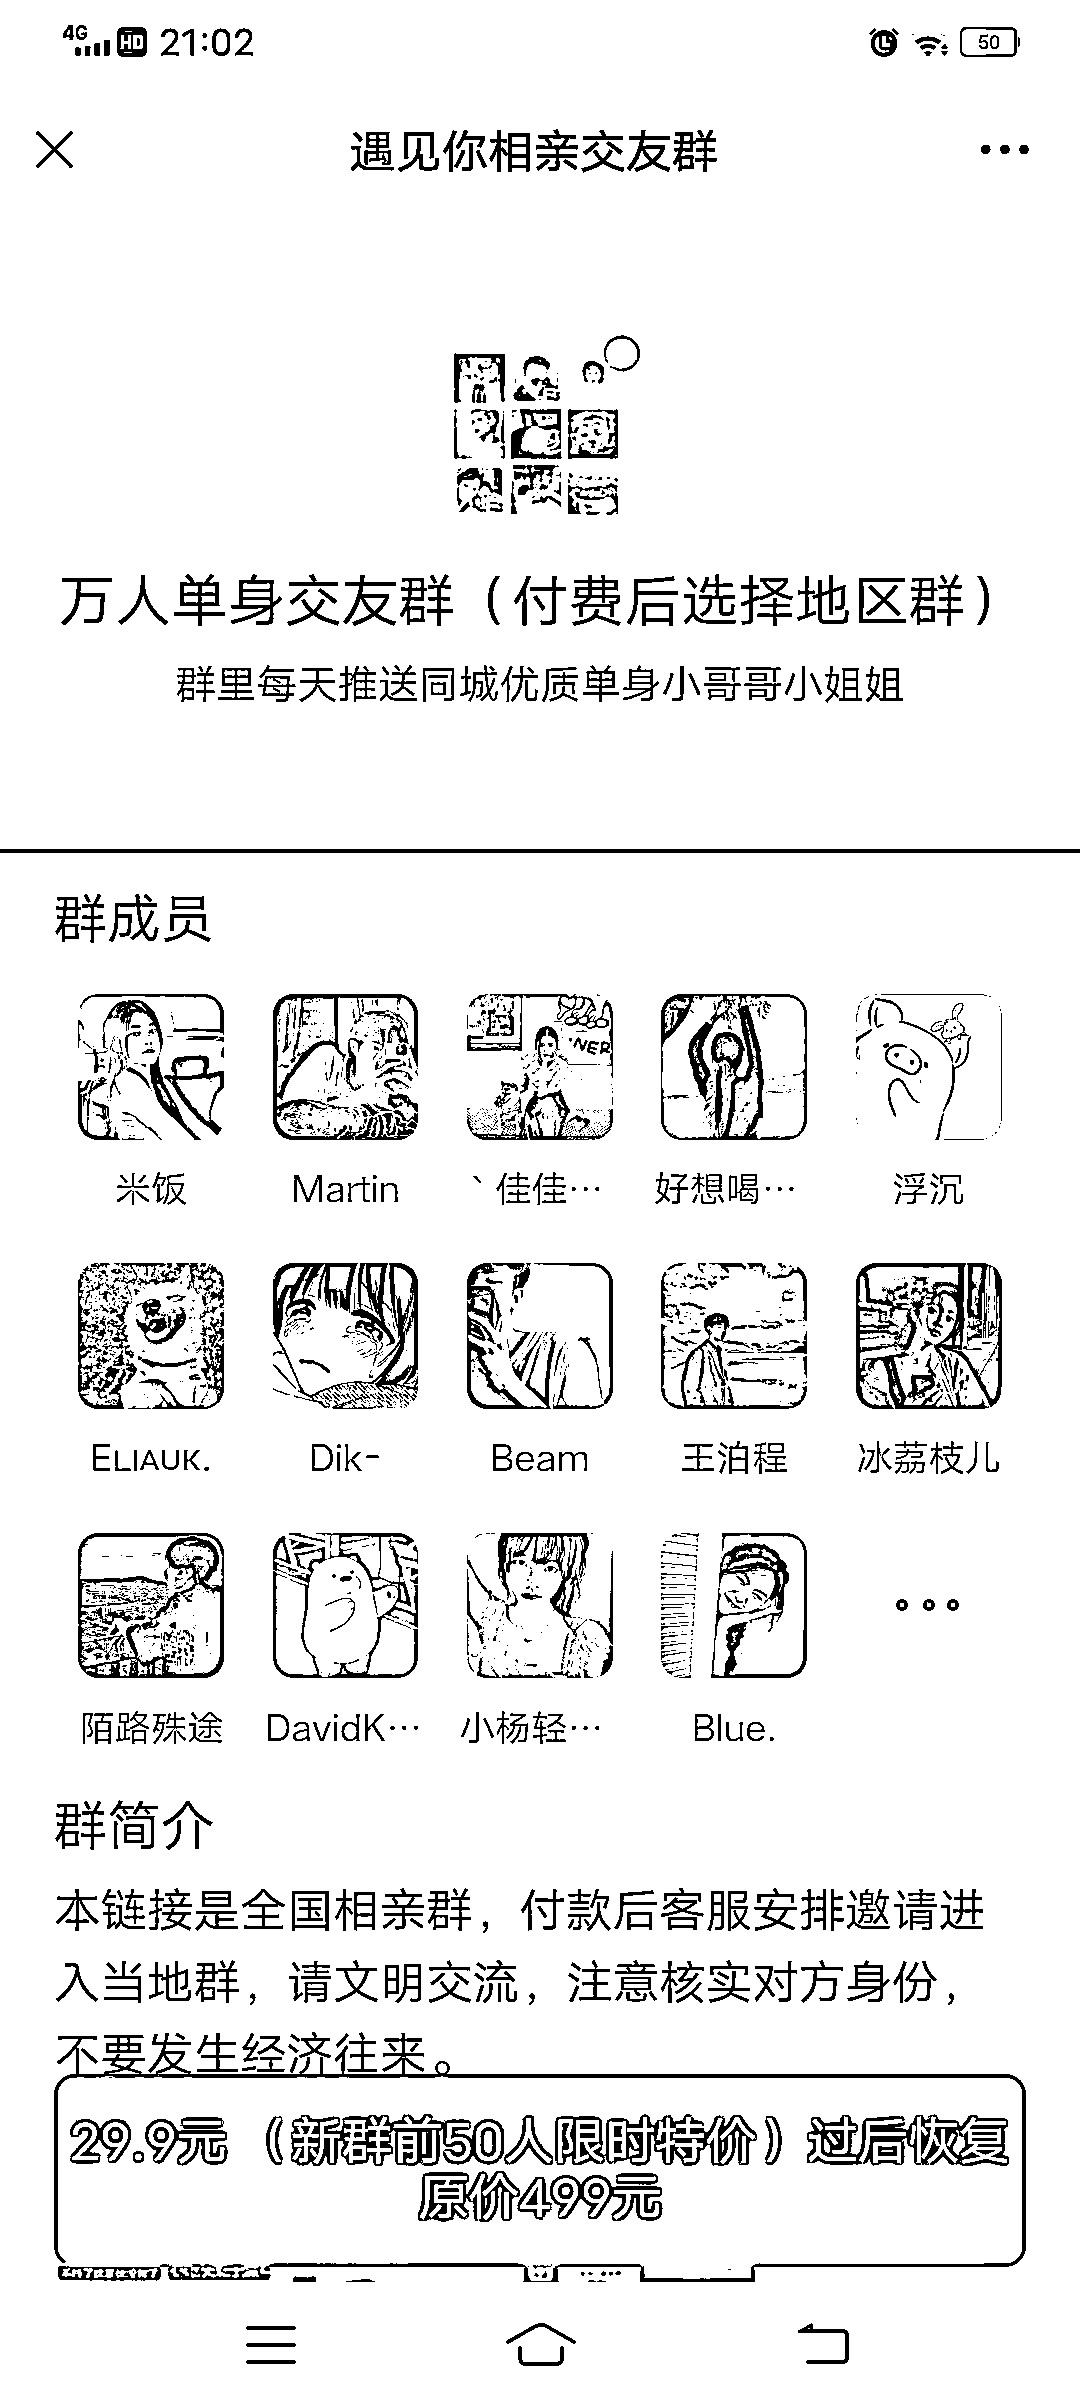 4G HD 21:02 50
遇见你相亲交友群
万人单身交友群（付费后选择地区群）
群里每天推送同城优质单身小哥哥小姐姐
群成员
NER
米饭 Martin `佳佳… 好想喝… 浮沉
ELIAUK. Dik- Beam 王泊程 冰荔枝儿
陌路殊途 DavidK… 小杨轻… Blue.
群简介
本链接是全国相亲群，付款后客服安排邀请进
入当地群，请文明交流，注意核实对方身份，
不要发生经济往来。
29.9元（新群前50人限时特价）过后恢复
原价499元